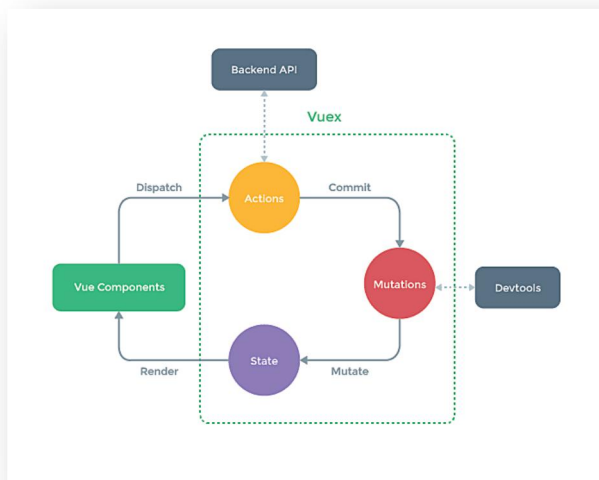 Backend API
Vuex
Dispatch
Actions
Commit
Vue Components
Mutations
Devtools
State
Render
Mutate